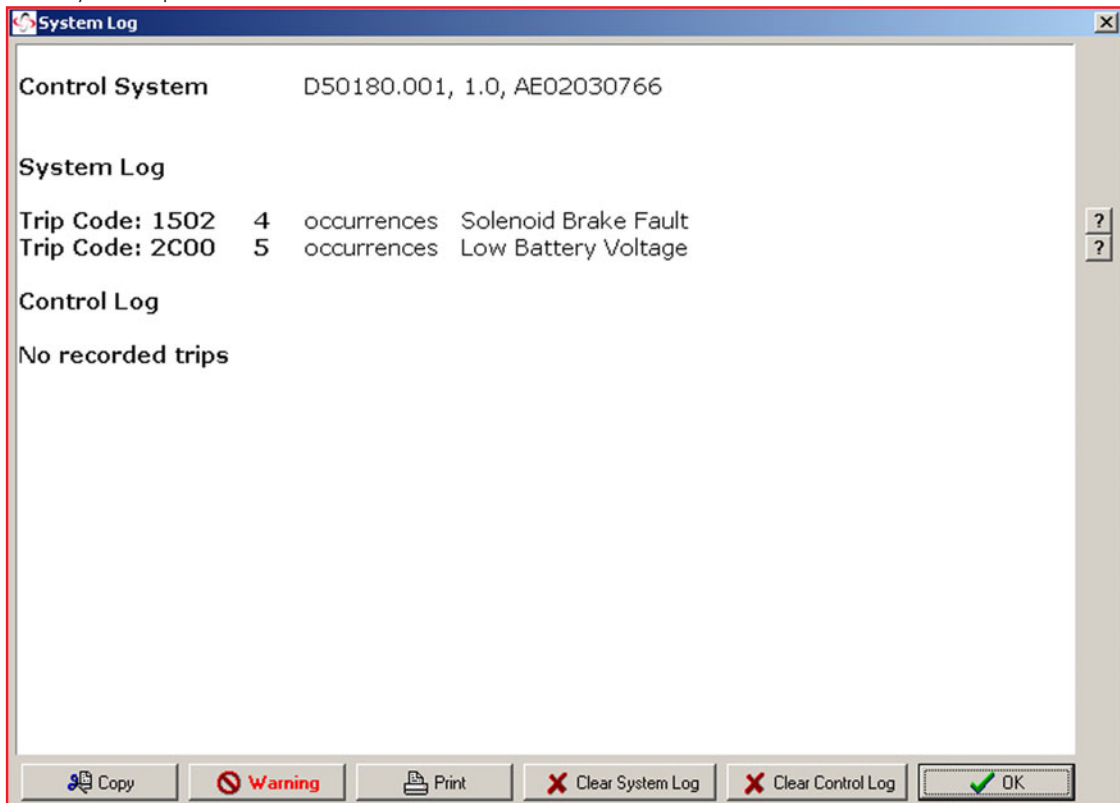 System Log
Control System D50180.001, 1.0, AE02030766
System Log
Trip Code: 1502 4 occurrences Solenoid Brake Fault
?
Trip Code: 2C00 5 occurrences Low Battery Voltage
?
Control Log
No recorded trips
Copy Warning Print Clear System Log Clear Control Log OK